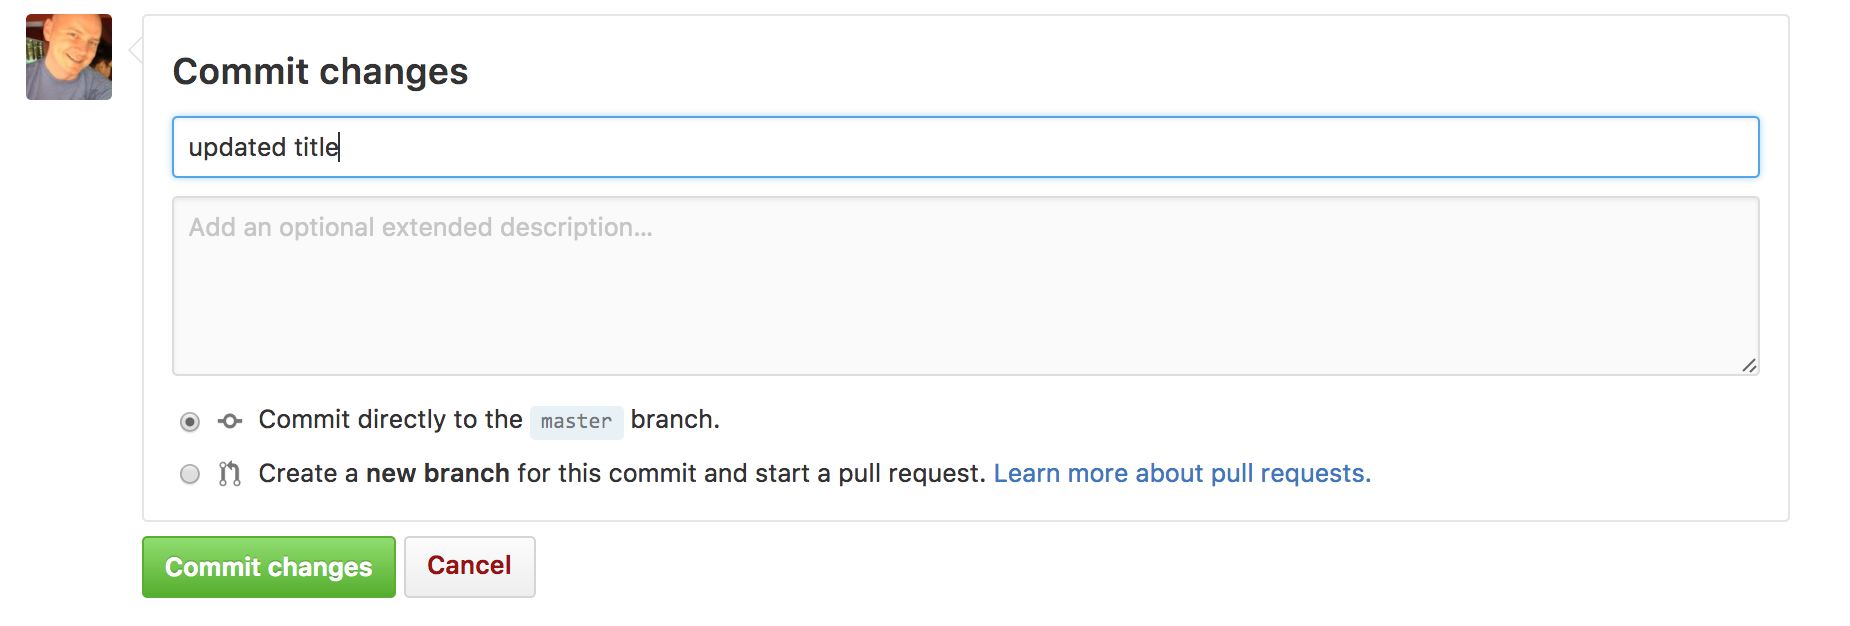 Commit changes
updated title
Add an optional extended description...
Commit directly to the master branch.
Create a new branch for this commit and start a pull request. Learn more about pull requests.
Commit changes Cancel